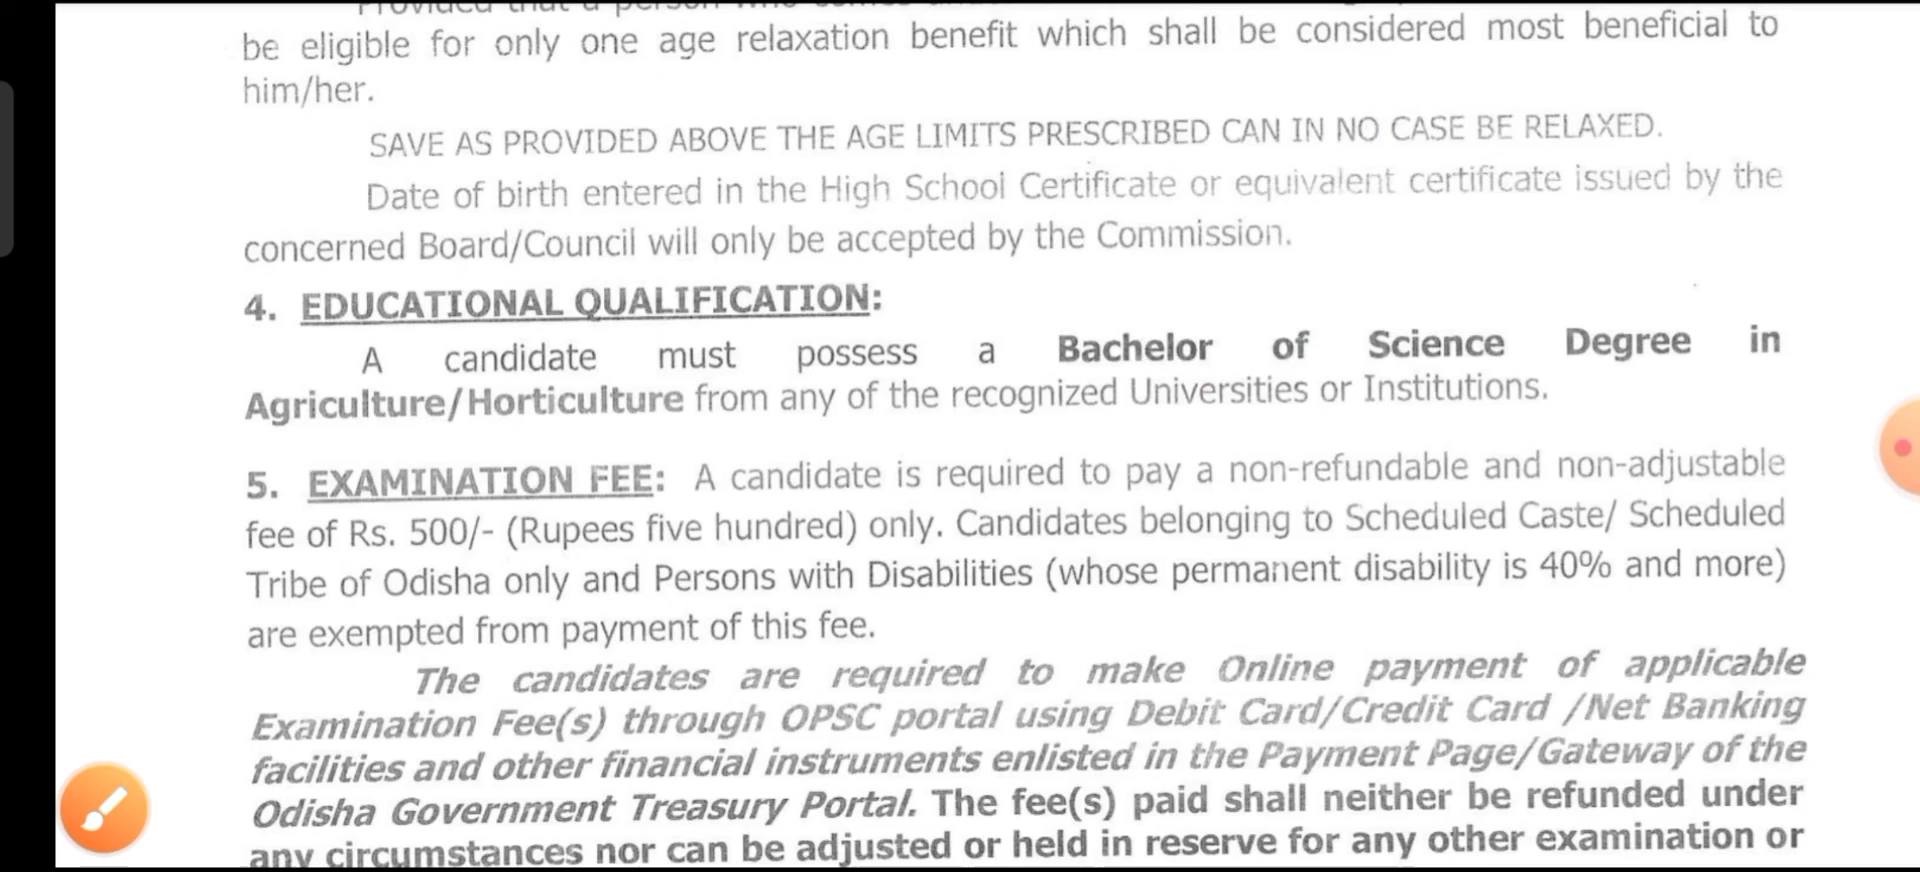 be eligible for only one age relaxation benefit which shall be considered most beneficial to
him/her.
SAVE AS PROVIDED ABOVE THE AGE LIMITS PRESCRIBED CAN IN NO CASE BE RELAXED.
Date of birth entered in the High School Certificate or equivalent certificate issued by the
concerned Board/Council will only be accepted by the Commission.
4. EDUCATIONAL QUALIFICATION:
A candidate must possess a Bachelor of Science Degree in
Agriculture/Horticulture from any of the recognized Universities or Institutions.
5. EXAMINATION FEE: A candidate is required to pay a non-refundable and non-adjustable
fee of Rs. 500/- (Rupees five hundred) only. Candidates belonging to Scheduled Caste/ Scheduled
Tribe of Odisha only and Persons with Disabilities (whose permanent disability is 40% and more)
are exempted from payment of this fee.
The candidates are required to make Online payment of applicable
Examination Fee(s) through OPSC portal using Debit Card/Credit Card /Net Banking
facilities and other financial instruments enlisted in the Payment Page/Gateway of the
Odisha Government Treasury Portal. The fee(s) paid shall neither be refunded under
any circumstances nor can be adjusted or held in reserve for any other examination or